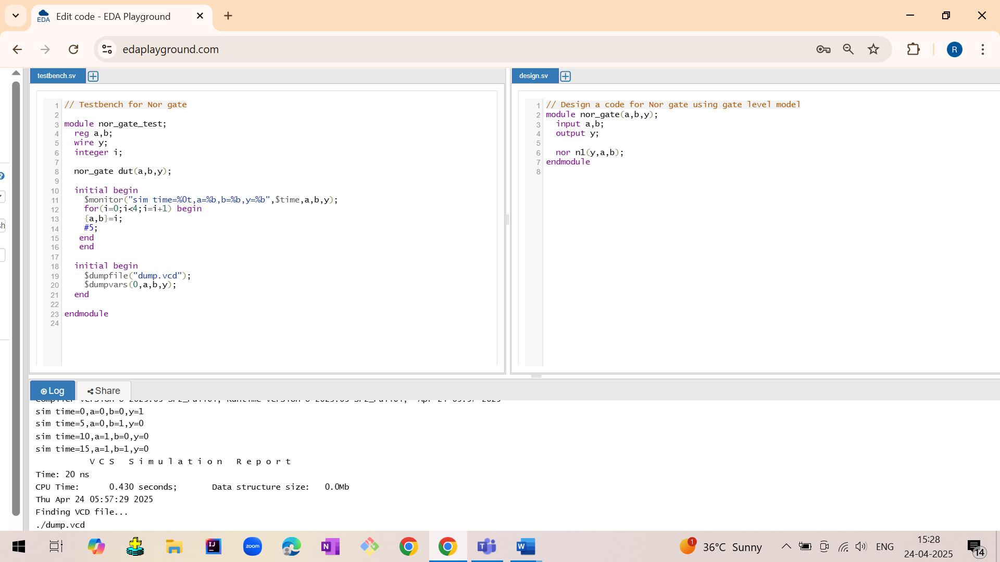 EDA
Edit code - EDA Playground
edaplayground.com
R
testbench.sv
1 // Testbench for Nor gate
2
3 module nor_gate_test;
4 reg a,b;
5 wire y;
6 integer i;
7
8 nor_gate dut(a,b,y);
9
10 initial begin
11 $monitor("sim time=%0t,a=%b,b=%b,y=%b",$time,a,b,y);
12 for(i=0;i<4;i=i+1) begin
13 {a,b}=i;
14 #5;
15 end
16 end
17
18 initial begin
19 $dumpfile("dump.vcd");
20 $dumpvars(0,a,b,y);
21 end
22
23 endmodule
24
design.sv
1 // Design a code for Nor gate using gate level model
2 module nor_gate(a,b,y);
3 input a,b;
4 output y;
5
6 nor n1(y,a,b);
7 endmodule
8
Log
Share
sim time=0,a=0,b=0,y=1
sim time=5,a=0,b=1,y=0
sim time=10,a=1,b=0,y=0
sim time=15,a=1,b=1,y=0
V C S S i m u l a t i o n R e p o r t
Time: 20 ns
CPU Time: 0.430 seconds; Data structure size: 0.0Mb
Thu Apr 24 05:57:29 2025
Finding VCD file...
./dump.vcd
IJ
zoom
N
T
W
1
36°C Sunny
ENG
15:28
24-04-2025
14